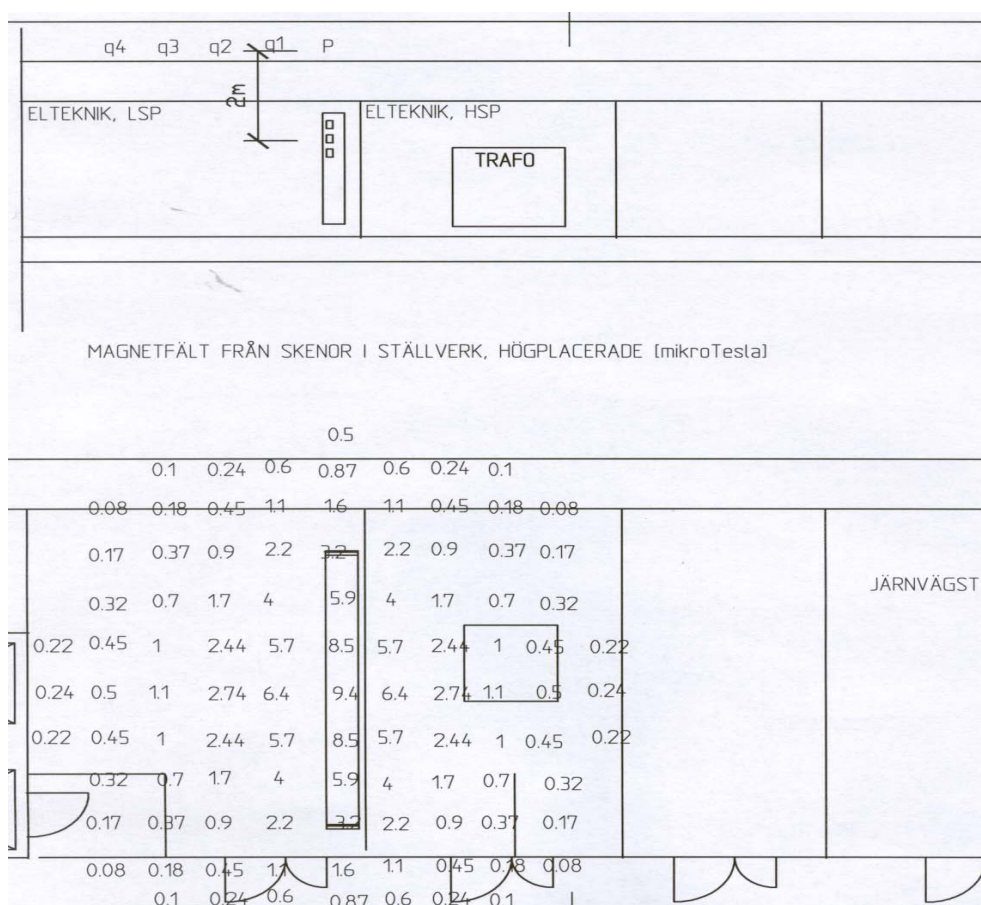 q4 q3 q2 q1 P
2m
ELTEKNIK, LSP
ELTEKNIK, HSP
TRAFO
MAGNETFÄLT FRÅN SKENOR I STÄLLVERK, HÖGPLACERADE [mikroTesla]
0.5
0.1 0.24 0.6 0.87 0.6 0.24 0.1
0.08 0.18 0.45 1.1 1.6 1.1 0.45 0.18 0.08
0.17 0.37 0.9 2.2 3.2 2.2 0.9 0.37 0.17
JÄRNVÄGST
0.32 0.7 1.7 4 5.9 4 1.7 0.7 0.32
0.22 0.45 1 2.44 5.7 8.5 5.7 2.44 1 0.45 0.22
0.24 0.5 1.1 2.74 6.4 9.4 6.4 2.74 1.1 0.5 0.24
0.22 0.45 1 2.44 5.7 8.5 5.7 2.44 1 0.45 0.22
0.32 0.7 1.7 4 5.9 4 1.7 0.7 0.32
0.17 0.37 0.9 2.2 3.2 2.2 0.9 0.37 0.17
0.08 0.18 0.45 1.1 1.6 1.1 0.45 0.18 0.08
0.1 0.24 0.6 0.87 0.6 0.24 0.1